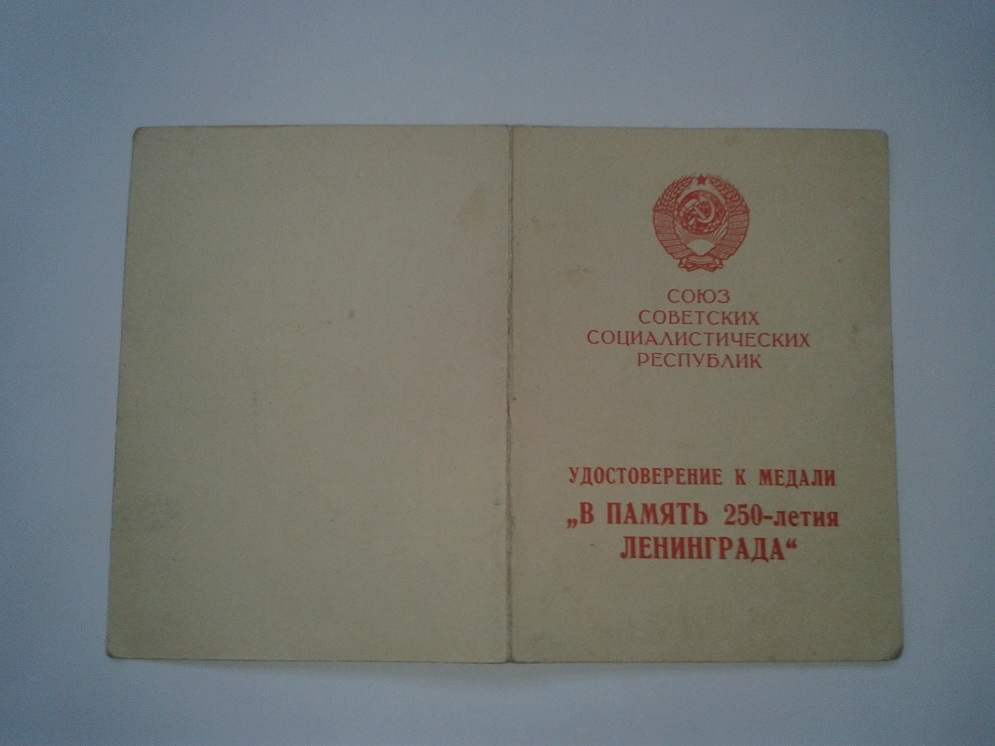 СОЮЗ
СОВЕТСКИХ
СОЦИАЛИСТИЧЕСКИХ
РЕСПУБЛИК
УДОСТОВЕРЕНИЕ К МЕДАЛИ
„В ПАМЯТЬ 250-летия
ЛЕНИНГРАДА“